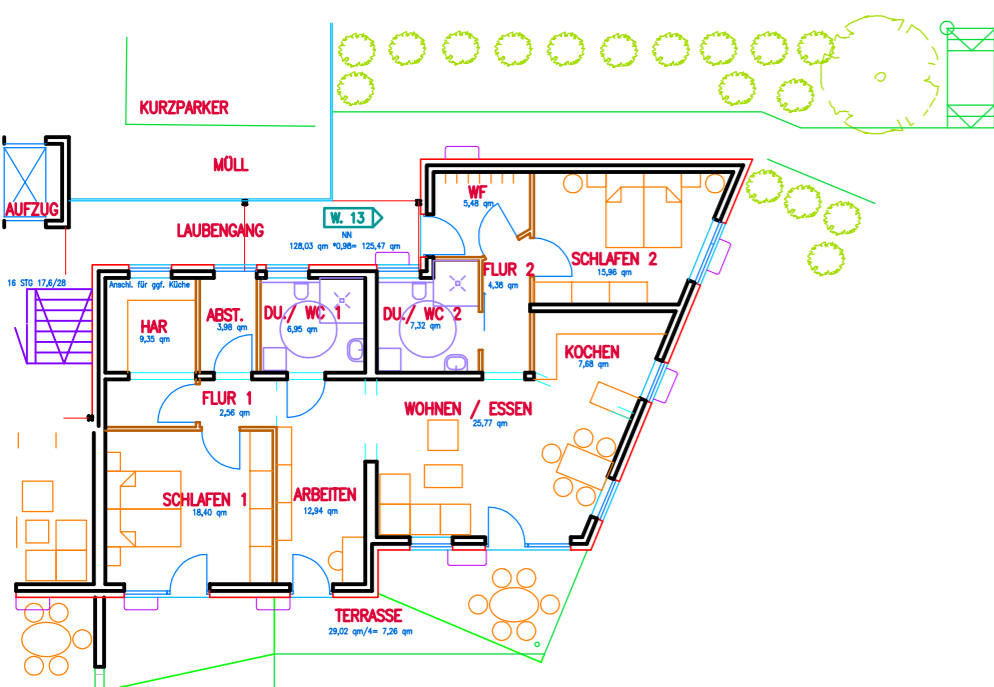 KURZPARKER
MÜLL
AUFZUG
LAUBENGANG
W. 13
NN
128,03 qm *0,98= 125,47 qm
WF
5,48 qm
SCHLAFEN 2
15,96 qm
FLUR 2
4,38 qm
16 STG 17,6/28
Anschl. für ggf. Küche
HAR
9,35 qm
ABST.
3,98 qm
DU./ WC 1
6,95 qm
DU./ WC 2
7,32 qm
KOCHEN
7,68 qm
FLUR 1
2,56 qm
WOHNEN / ESSEN
25,77 qm
SCHLAFEN 1
18,40 qm
ARBEITEN
12,94 qm
TERRASSE
29,02 qm/4= 7,26 qm